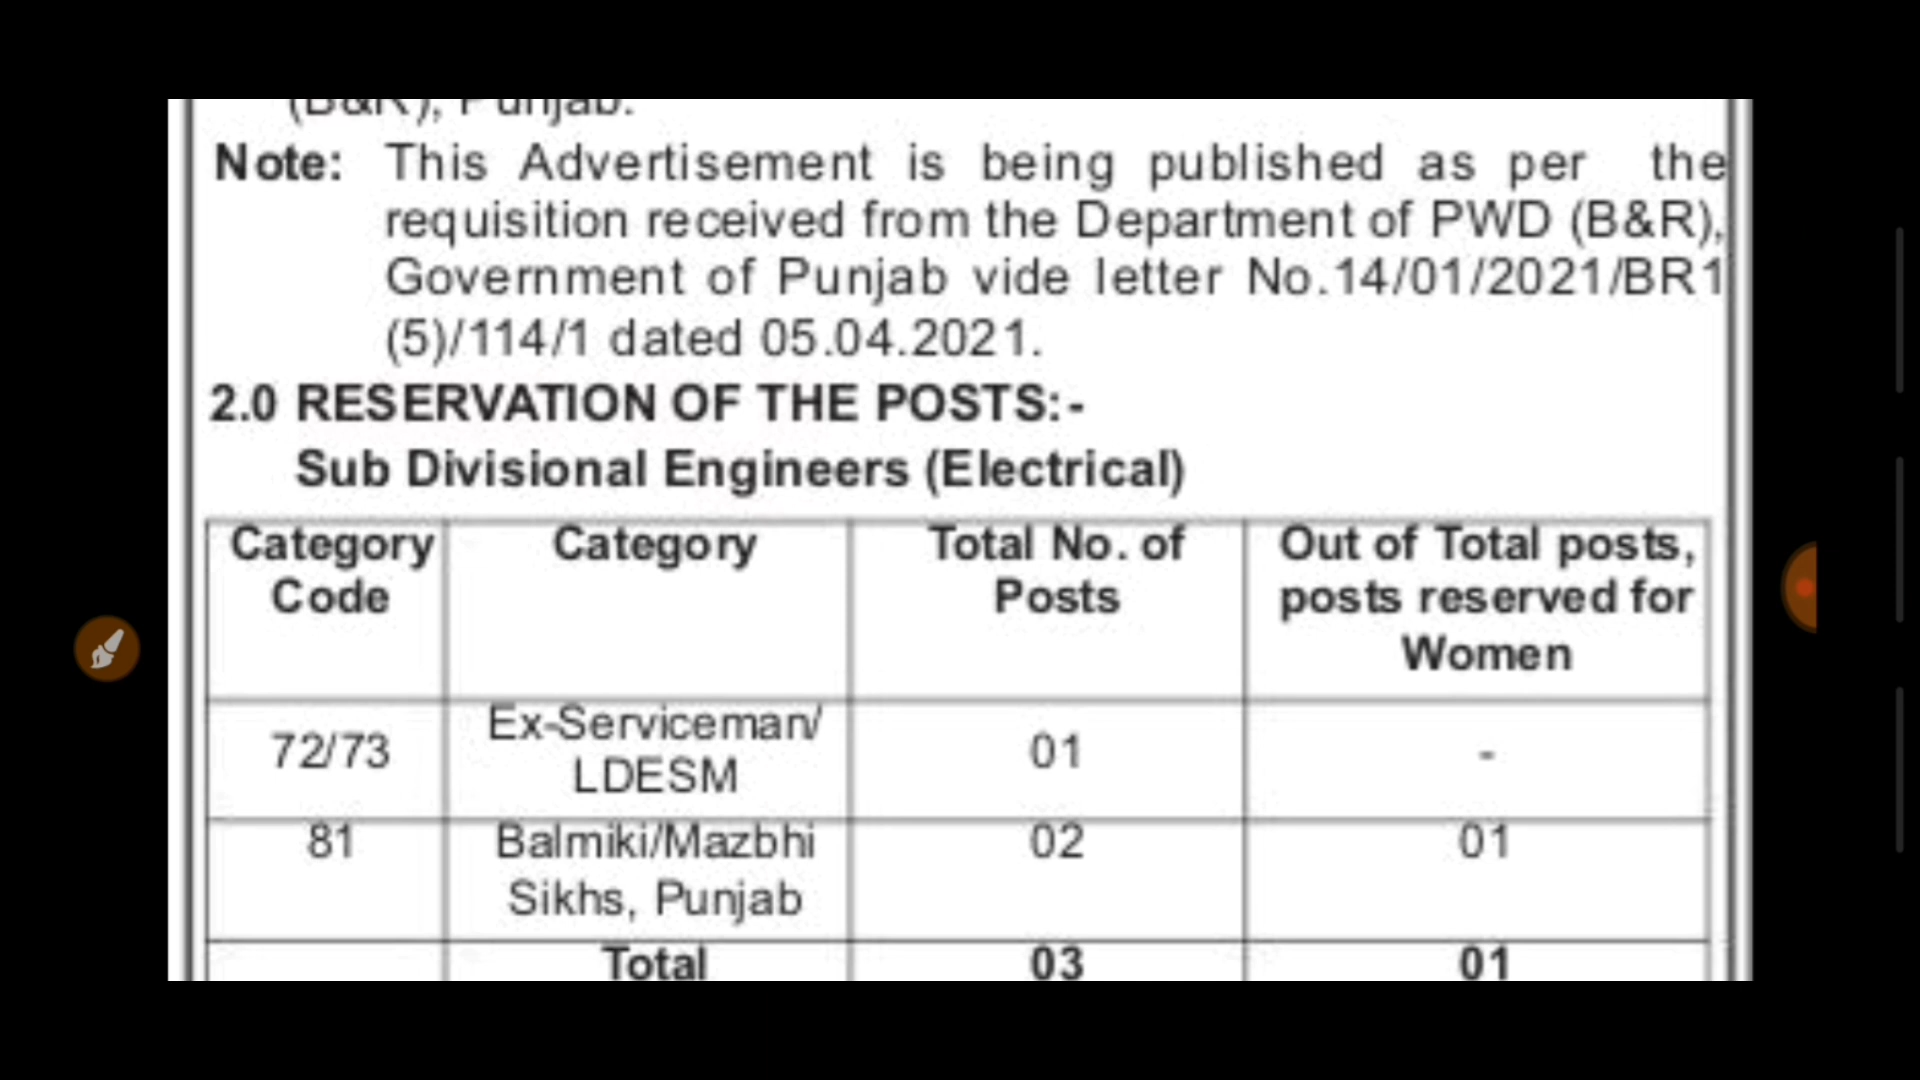 (B&R), Punjab.
Note: This Advertisement is being published as per the
requisition received from the Department of PWD (B&R),
Government of Punjab vide letter No.14/01/2021/BR1
(5)/114/1 dated 05.04.2021.
2.0 RESERVATION OF THE POSTS:-
Sub Divisional Engineers (Electrical)
Category Code Category Total No. of Posts Out of Total posts, posts reserved for Women
72/73 Ex-Serviceman/ LDESM 01 -
81 Balmiki/Mazbhi Sikhs, Punjab 02 01
Total 03 01